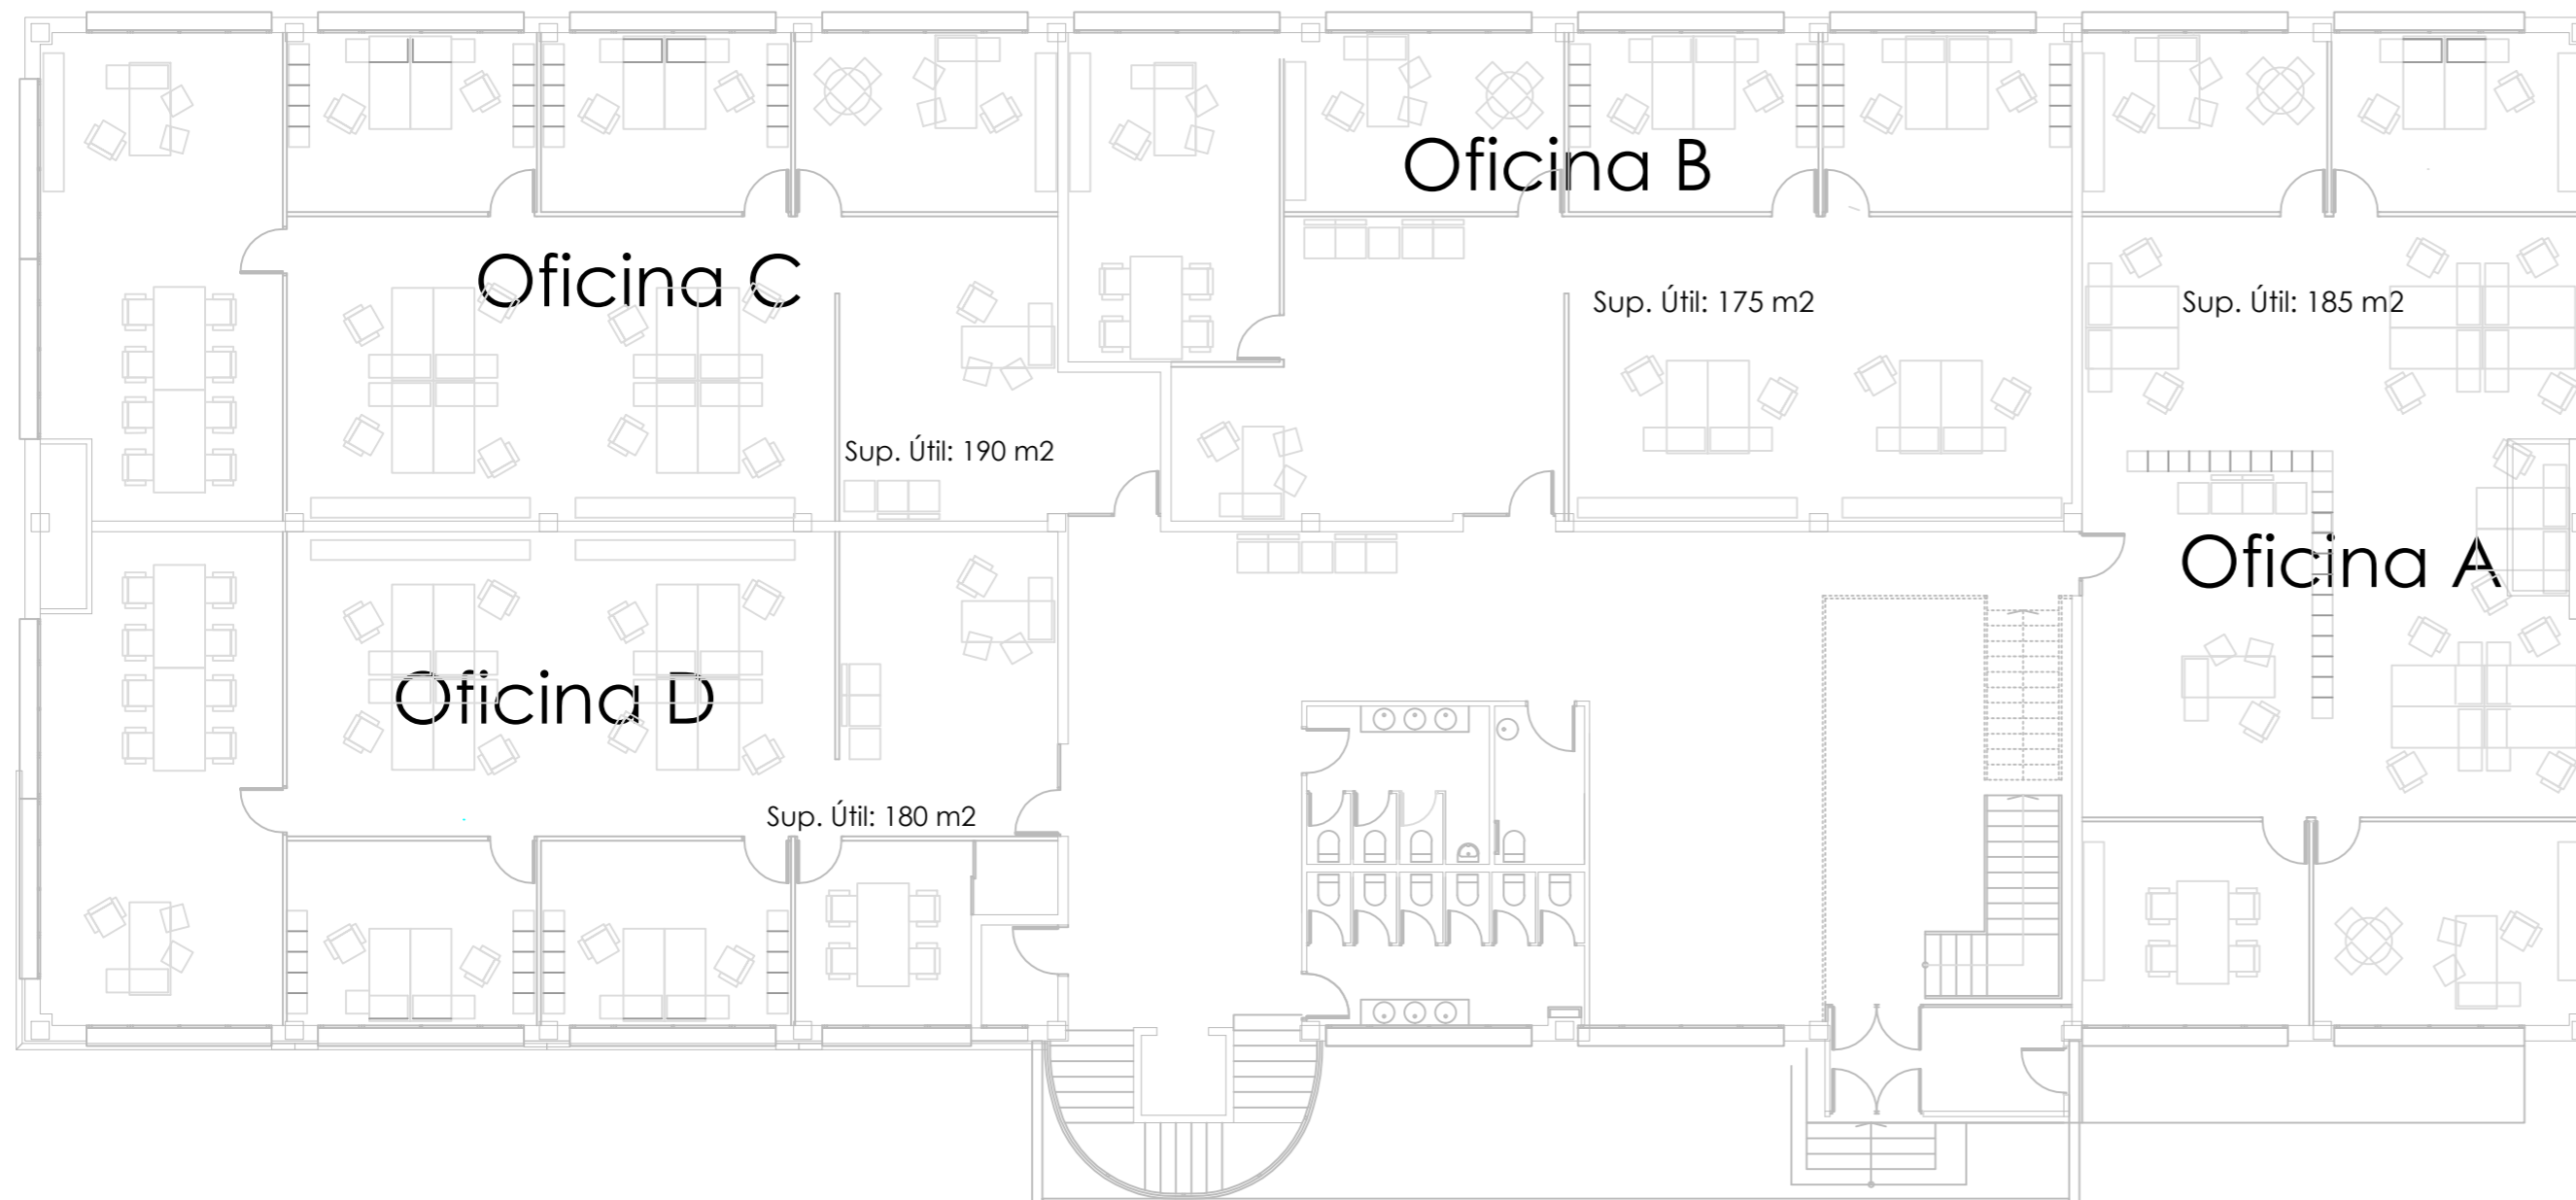 Oficina B
Oficina C
Sup. Útil: 175 m2
Sup. Útil: 185 m2
Sup. Útil: 190 m2
Oficina A
Oficina D
Sup. Útil: 180 m2